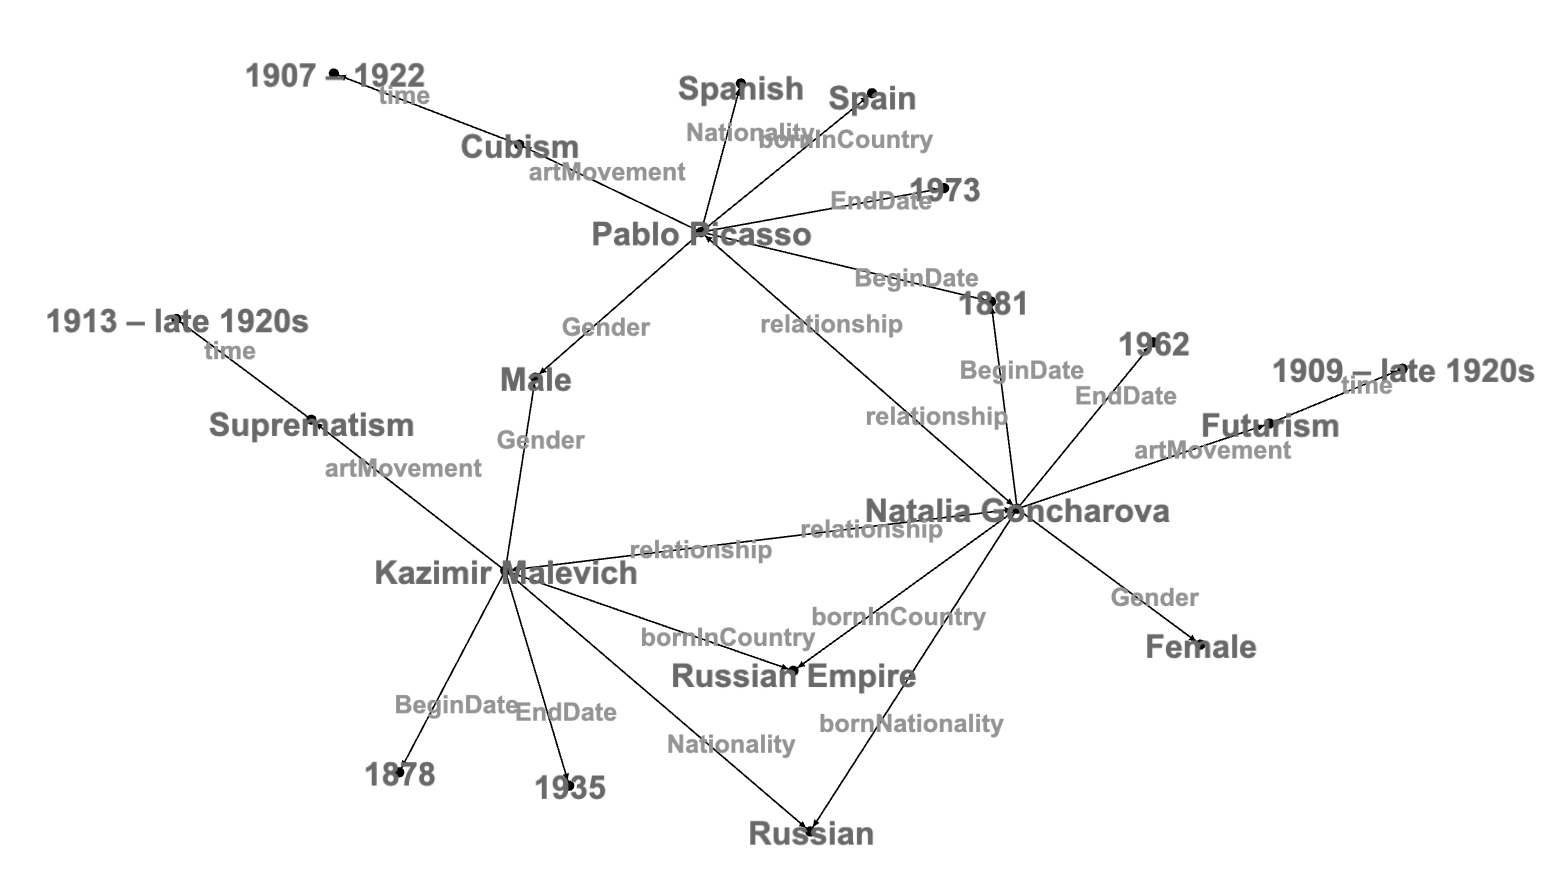 1907 – 1922
time
Spanish
Spain
Nationality
bornInCountry
Cubism
artMovement
1973
EndDate
Pablo Picasso
BeginDate
1881
1913 – late 1920s
time
Gender
relationship
1962
1909 – late 1920s
time
Male
BeginDate
EndDate
Suprematism
Gender
relationship
Futurism
artMovement
artMovement
Natalia Goncharova
relationship
relationship
Kazimir Malevich
Gender
bornInCountry
bornInCountry
Female
Russian Empire
BeginDate
EndDate
bornNationality
Nationality
1878
1935
Russian